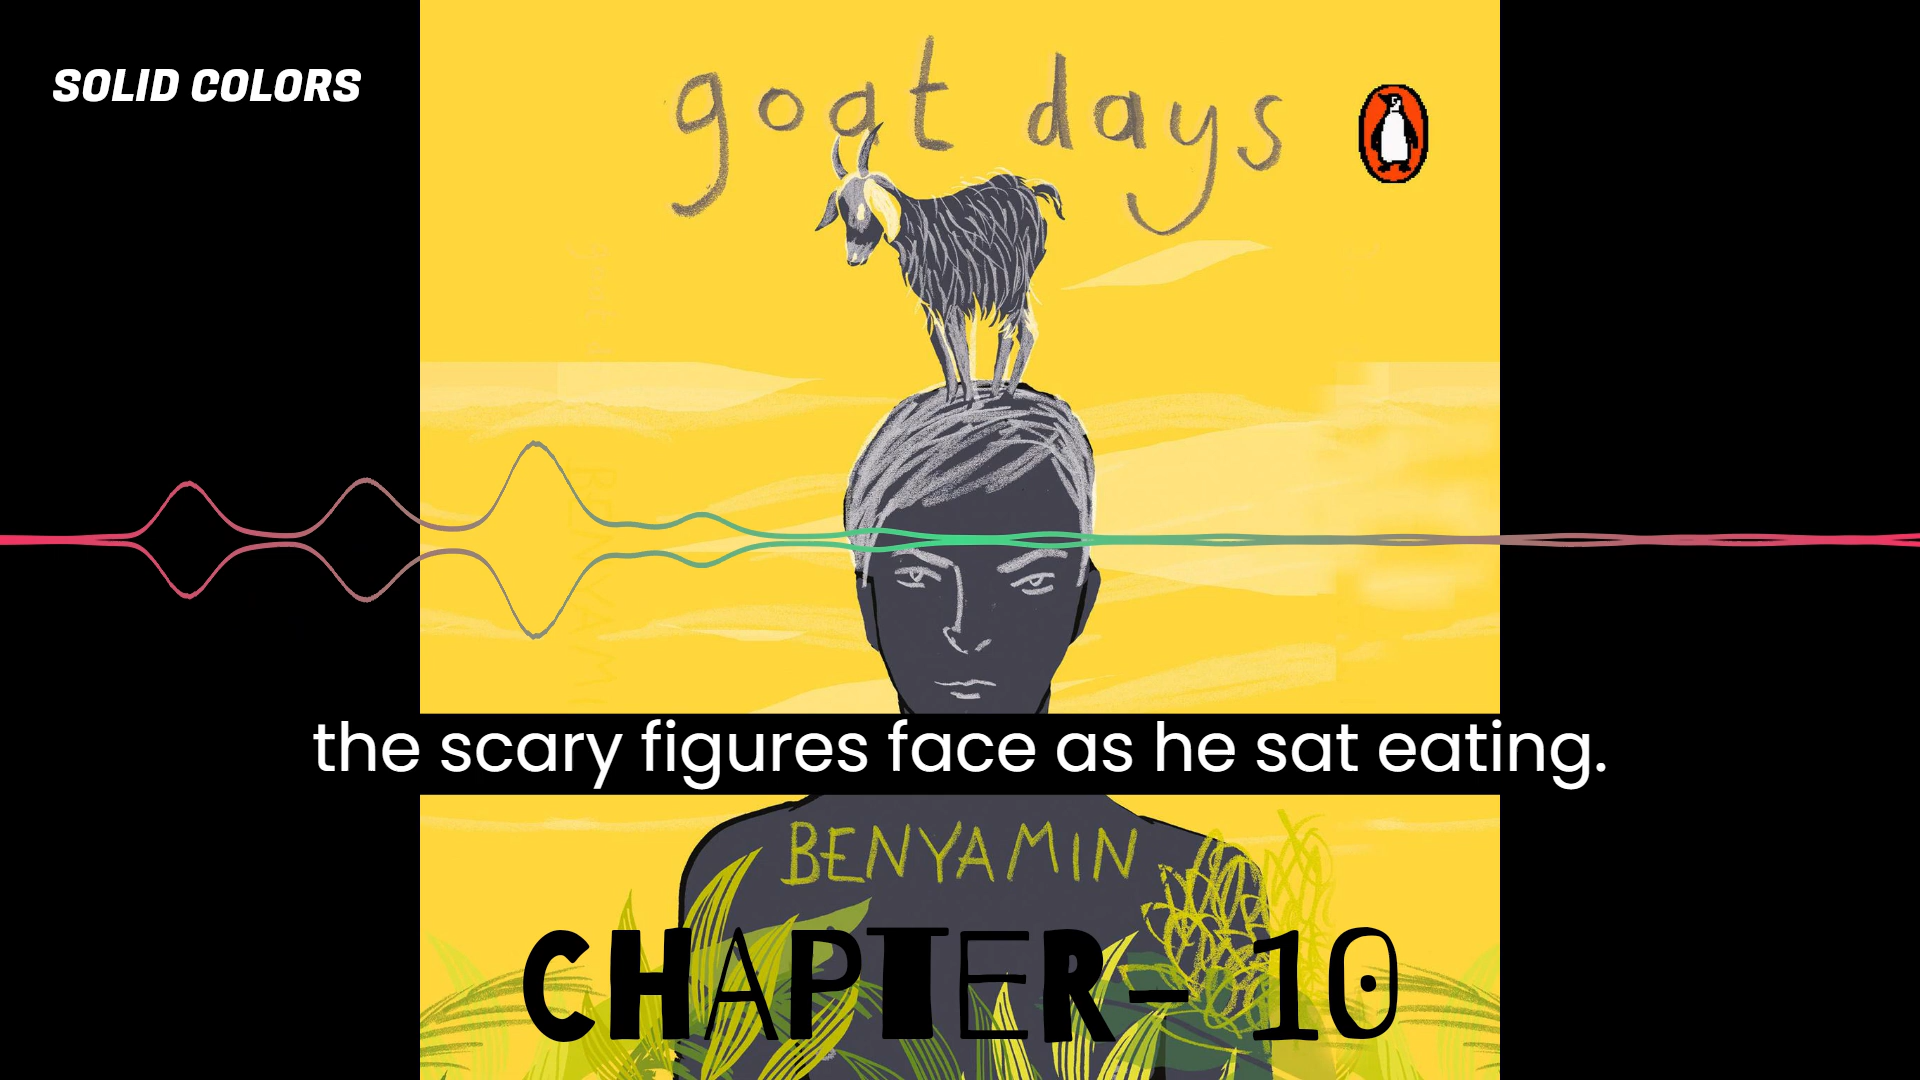 SOLID COLORS
goat days
the scary figures face as he sat eating.
BENYAMIN
CHAPTER- 10